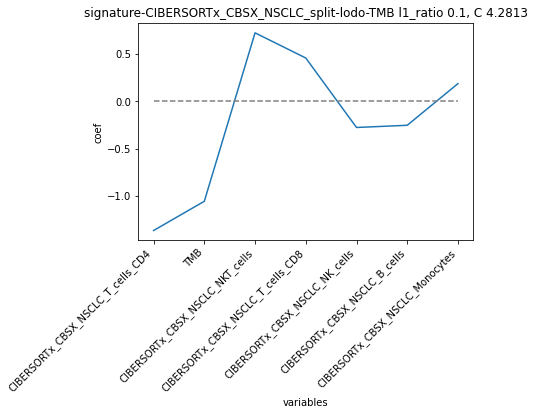 signature-CIBERSORTx_CBSX_NSCLC_split-lodo-TMB l1_ratio 0.1, C 4.2813
0.5
0.0
−0.5
−1.0
coef
CIBERSORTx_CBSX_NSCLC_T_cells_CD4
TMB
CIBERSORTx_CBSX_NSCLC_NKT_cells
CIBERSORTx_CBSX_NSCLC_T_cells_CD8
CIBERSORTx_CBSX_NSCLC_NK_cells
CIBERSORTx_CBSX_NSCLC_B_cells
CIBERSORTx_CBSX_NSCLC_Monocytes
variables